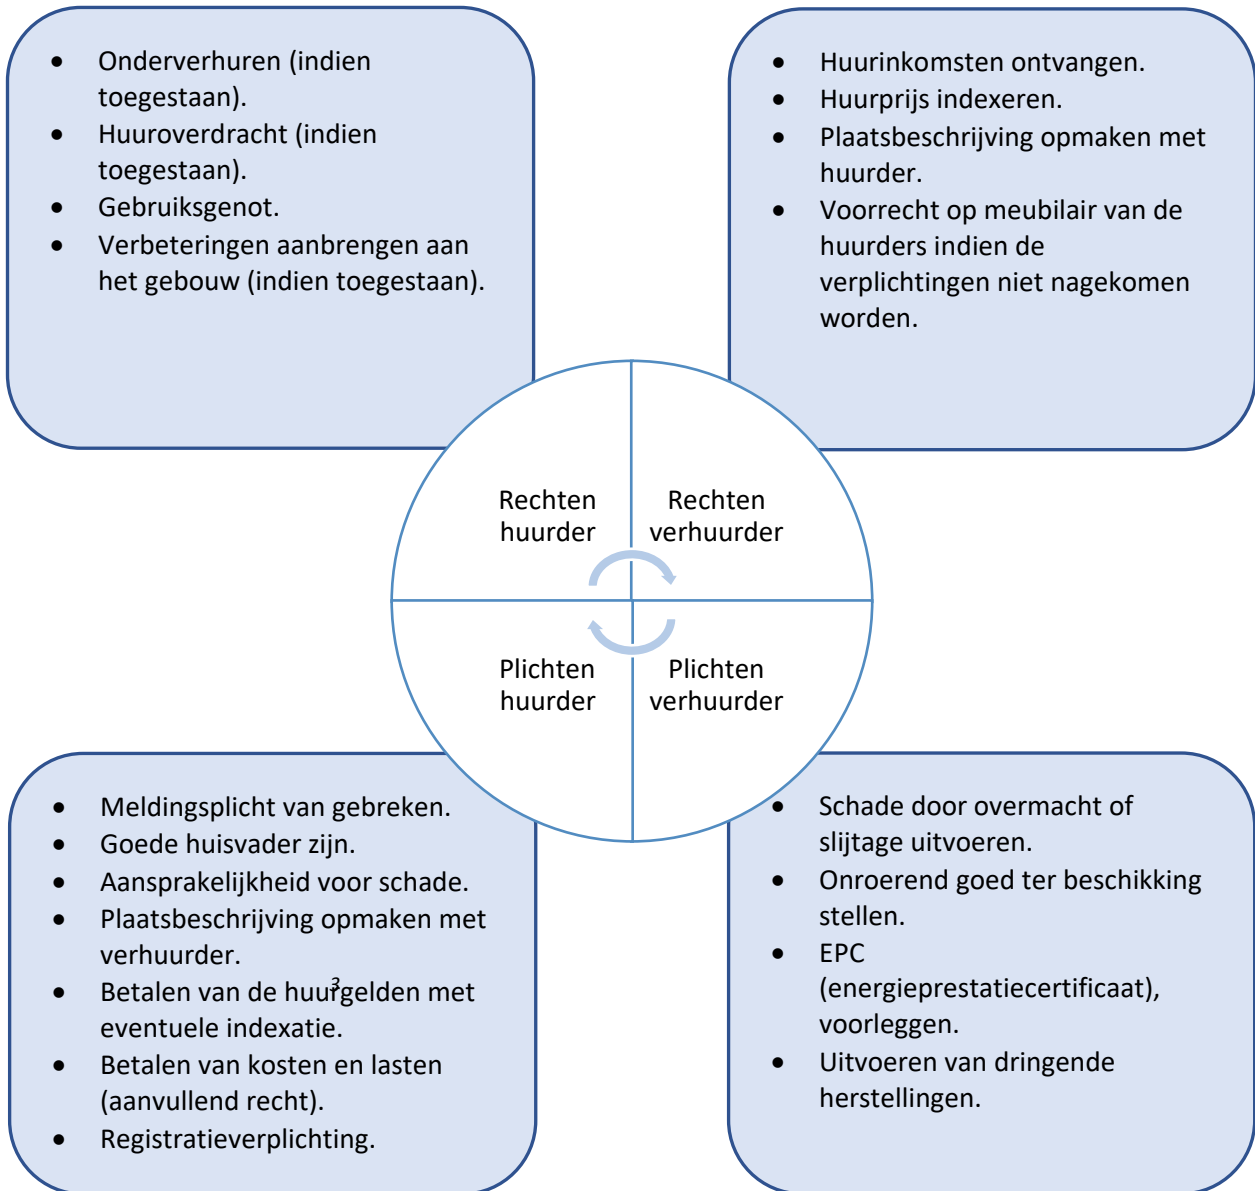 • Onderverhuren (indien
toegestaan).
• Huuroverdracht (indien
toegestaan).
• Gebruiksgenot.
• Verbeteringen aanbrengen aan
het gebouw (indien toegestaan).
• Huurinkomsten ontvangen.
• Huurprijs indexeren.
• Plaatsbeschrijving opmaken met
huurder.
• Voorrecht op meubilair van de
huurders indien de
verplichtingen niet nagekomen
worden.
Rechten
huurder
Rechten
verhuurder
Plichten
huurder
Plichten
verhuurder
• Meldingsplicht van gebreken.
• Goede huisvader zijn.
• Aansprakelijkheid voor schade.
• Plaatsbeschrijving opmaken met
verhuurder.
3
• Betalen van de huurgelden met
eventuele indexatie.
• Betalen van kosten en lasten
(aanvullend recht).
• Registratieverplichting.
• Schade door overmacht of
slijtage uitvoeren.
• Onroerend goed ter beschikking
stellen.
• EPC
(energieprestatiecertificaat),
voorleggen.
• Uitvoeren van dringende
herstellingen.